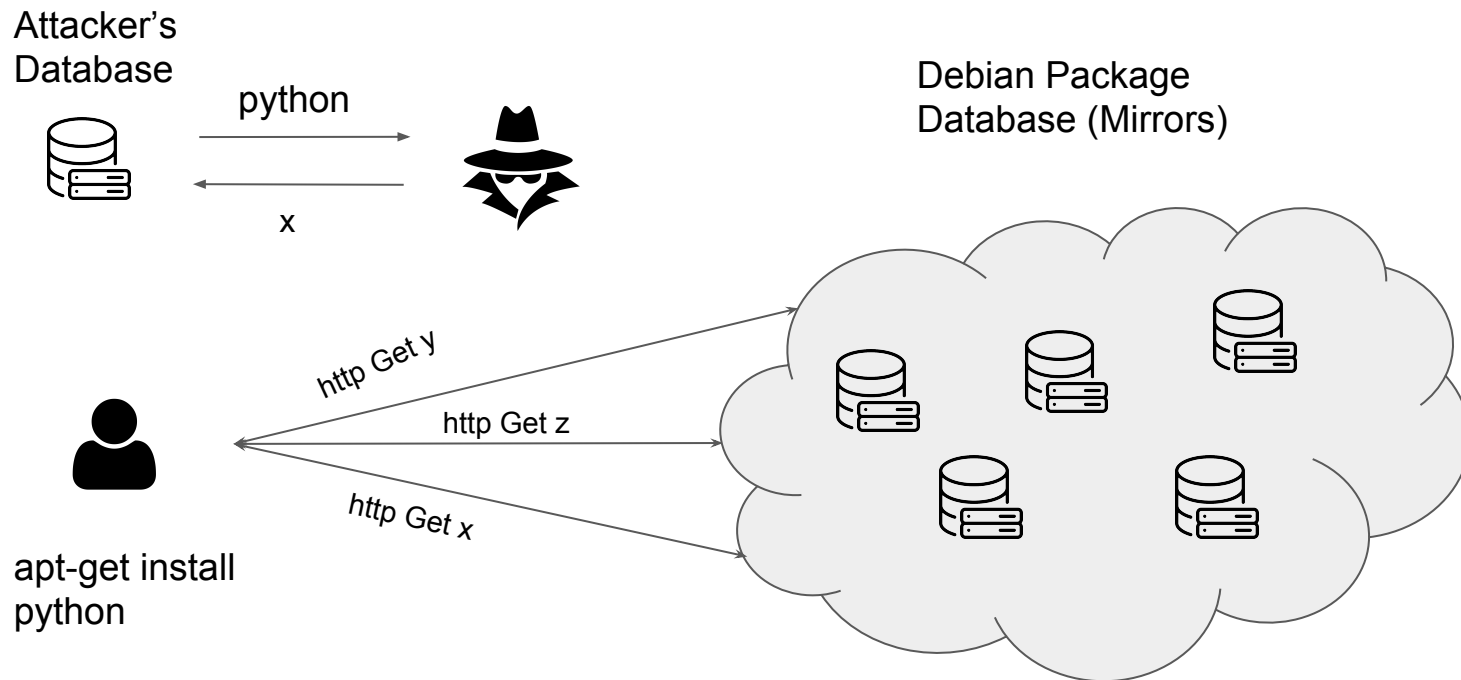 Attacker’s
Database
python
x
Debian Package
Database (Mirrors)
http Get y
http Get z
http Get x
apt-get install
python